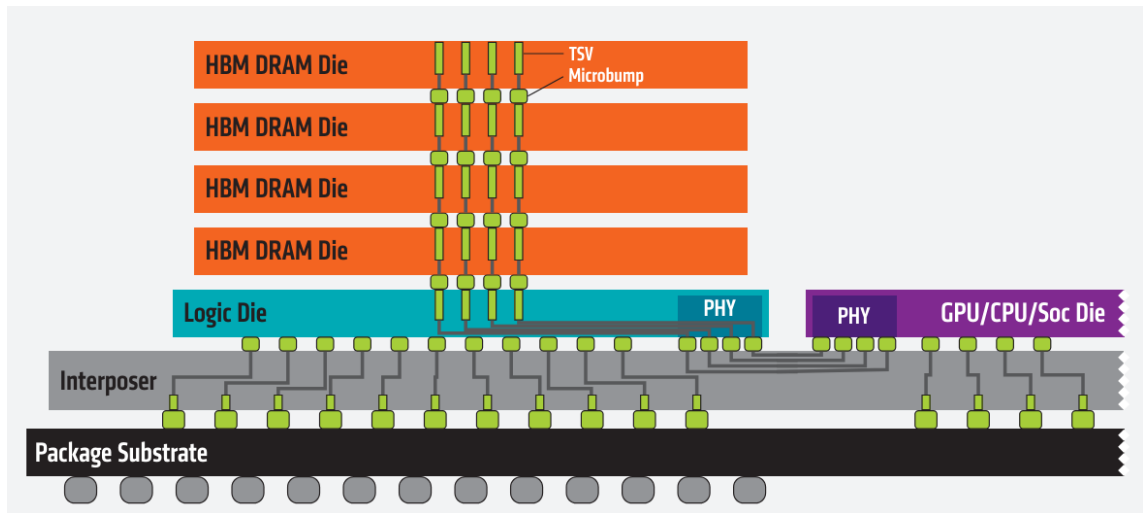 HBM DRAM Die
TSV
Microbump
HBM DRAM Die
HBM DRAM Die
HBM DRAM Die
Logic Die
PHY
PHY
GPU/CPU/Soc Die
Interposer
Package Substrate